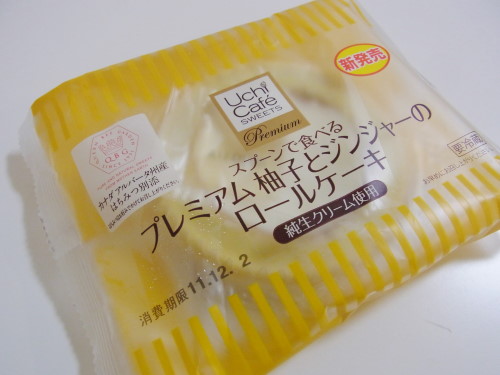 新発売
Uchi
Café
SWEETS
Premium
スプーンで食べる
プレミアム柚子とジンジャーの
ロールケーキ
純生クリーム使用
要冷蔵
カナダ アルバータ州産
はちみつ別添
消費期限 11.12. 2